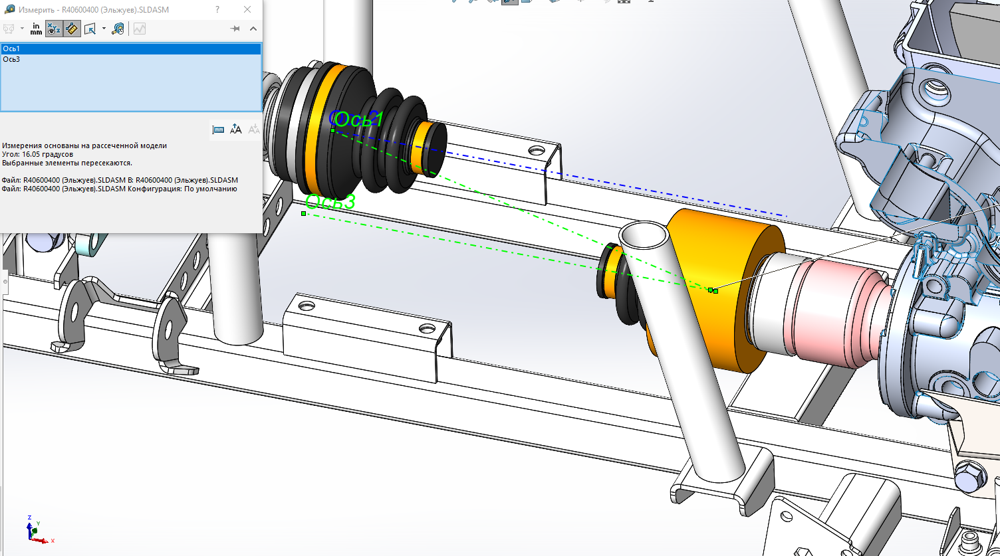 Измерить - R40600400 (Эльжуев).SLDASM
in
mm
Ось1
Ось3
Измерения основаны на рассеченной модели
Угол: 16.05 градусов
Выбранные элементы пересекаются.
Файл: R40600400 (Эльжуев).SLDASM В: R40600400 (Эльжуев).SLDASM
Файл: R40600400 (Эльжуев).SLDASM Конфигурация: По умолчанию
Ось1
Ось3
Z
Y
X